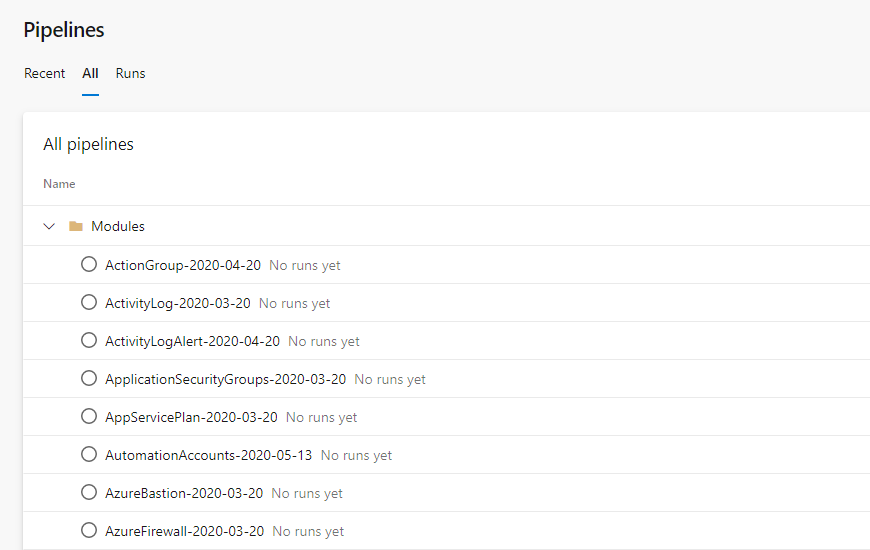 Pipelines
Recent All Runs
All pipelines
Name
Modules
ActionGroup-2020-04-20 No runs yet
ActivityLog-2020-03-20 No runs yet
ActivityLogAlert-2020-04-20 No runs yet
ApplicationSecurityGroups-2020-03-20 No runs yet
AppServicePlan-2020-03-20 No runs yet
AutomationAccounts-2020-05-13 No runs yet
AzureBastion-2020-03-20 No runs yet
AzureFirewall-2020-03-20 No runs yet